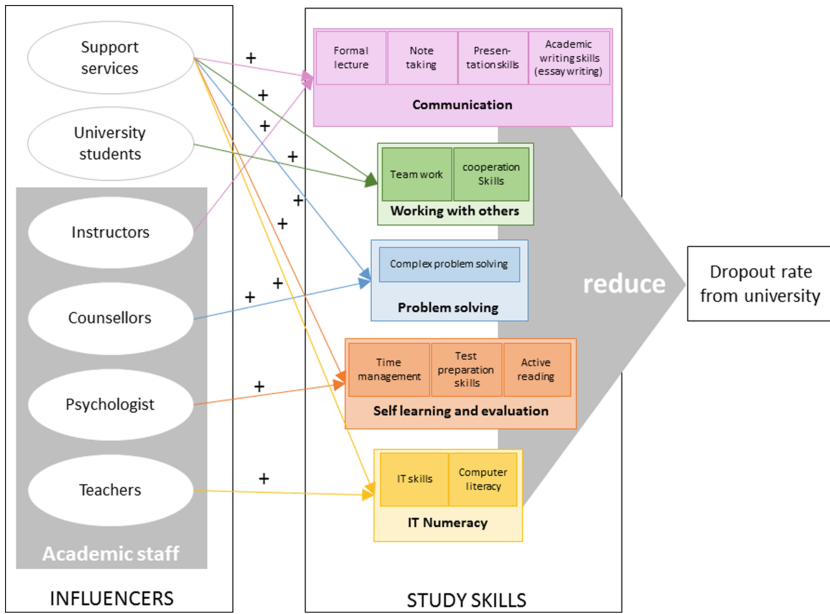 Support
services
University
students
Instructors
Counsellors
Psychologist
Teachers
Academic staff
INFLUENCERS
+
+
+
+
+
+
+
+
+
+
Formal
lecture
Note
taking
Presen-
tation skills
Academic
writing skills
(essay writing)
Communication
Team work
cooperation
Skills
Working with others
Complex problem solving
Problem solving
Time
management
Test
preparation
skills
Active
reading
Self learning and evaluation
IT skills
Computer
literacy
IT Numeracy
STUDY SKILLS
reduce
Dropout rate
from university